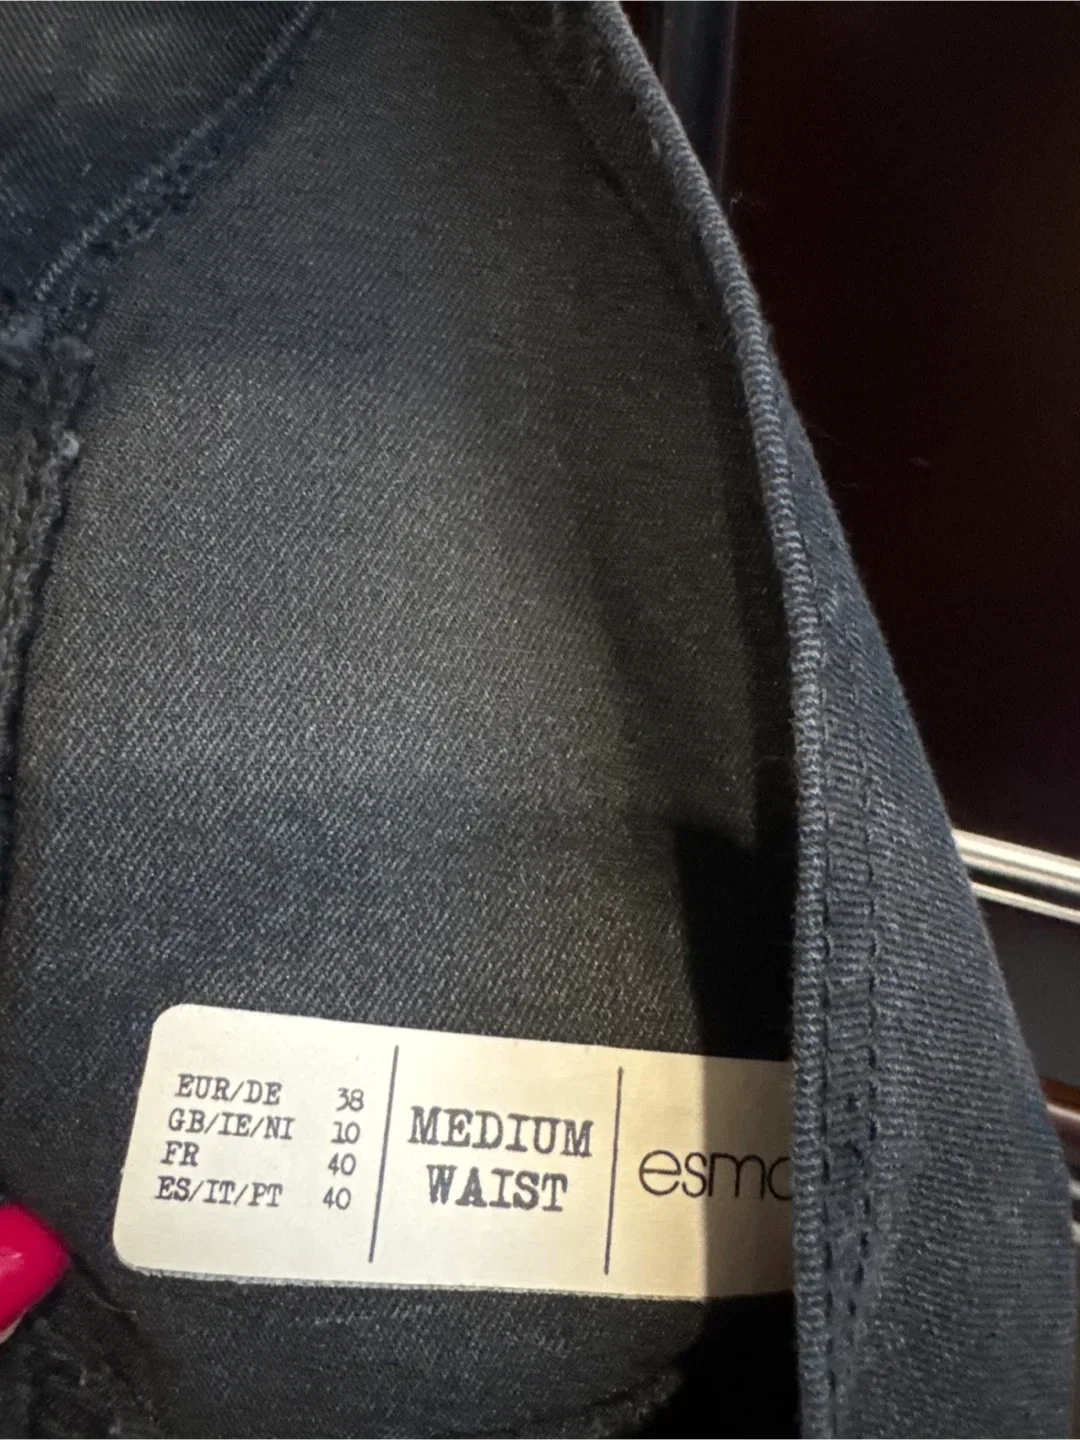 EUR/DE 38
GB/IE/NI 10
FR 40
ES/IT/PT 40
MEDIUM
WAIST